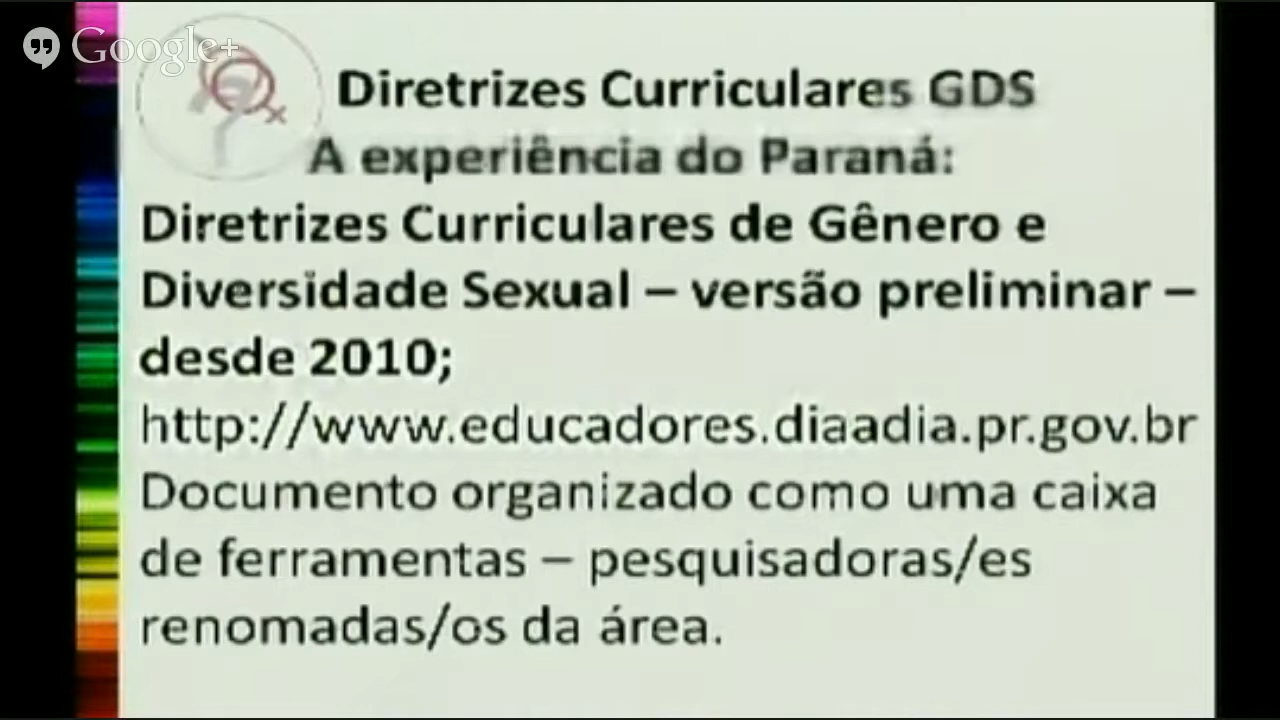 Google+
Diretrizes Curriculares GDS
A experiência do Paraná:
Diretrizes Curriculares de Gênero e
Diversidade Sexual – versão preliminar –
desde 2010;
http://www.educadores.diaadia.pr.gov.br
Documento organizado como uma caixa
de ferramentas – pesquisadoras/es
renomadas/os da área.